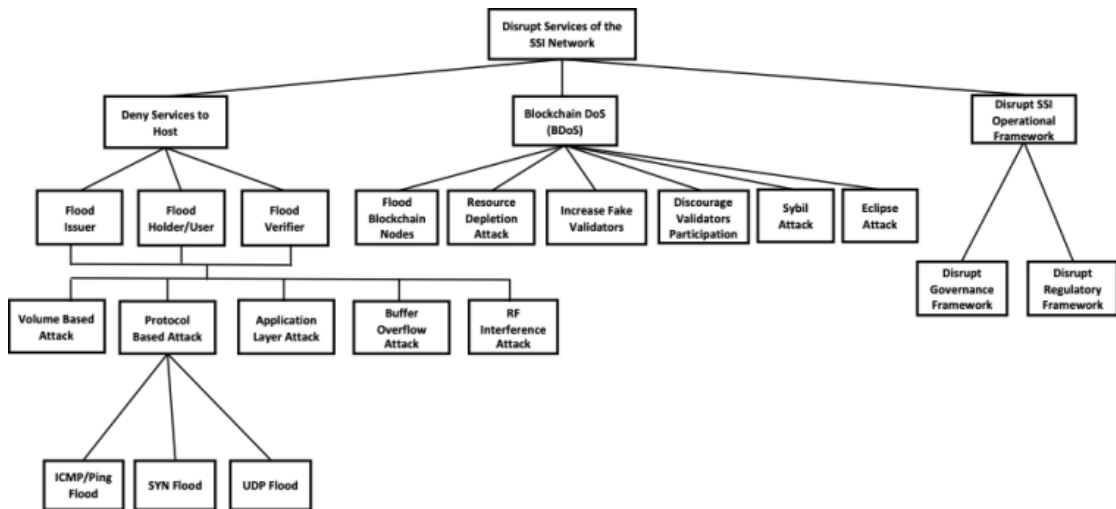 Disrupt Services of the
SSI Network
Deny Services to
Host
Blockchain DoS
(BDoS)
Disrupt SSI
Operational
Framework
Flood
Issuer
Flood
Holder/User
Flood
Verifier
Flood
Blockchain
Nodes
Resource
Depletion
Attack
Increase Fake
Validators
Discourage
Validators
Participation
Sybil
Attack
Eclipse
Attack
Disrupt
Governance
Framework
Disrupt
Regulatory
Framework
Volume Based
Attack
Protocol
Based Attack
Application
Layer Attack
Buffer
Overflow
Attack
RF
Interference
Attack
ICMP/Ping
Flood
SYN Flood
UDP Flood